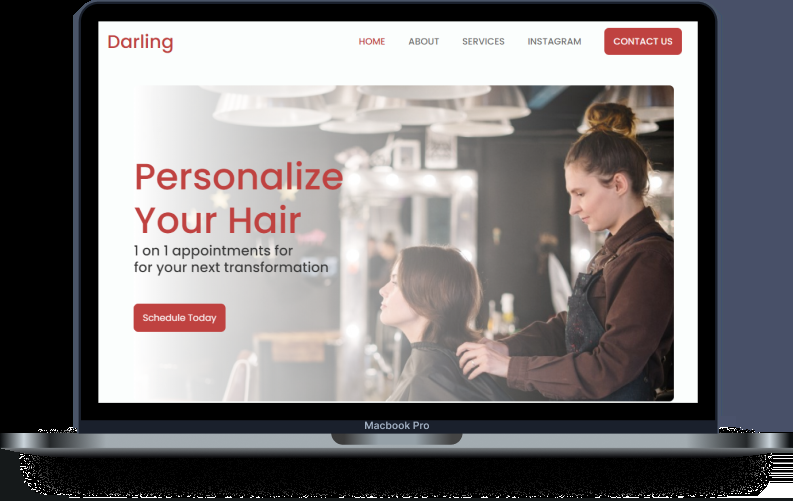 Darling
HOME ABOUT SERVICES INSTAGRAM CONTACT US
Personalize
Your Hair
1 on 1 appointments for
for your next transformation
Schedule Today
Macbook Pro